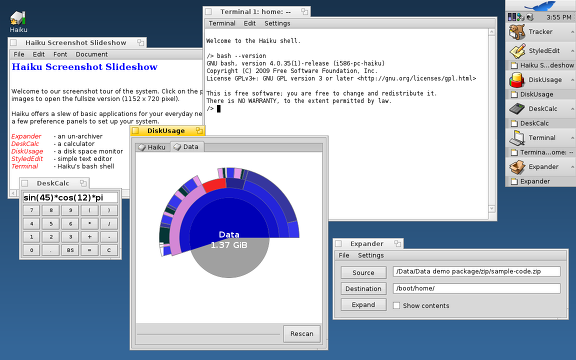 Haiku
Haiku Screenshot Slideshow
File Edit Font Document
Haiku Screenshot Slideshow
Welcome to our screenshot tour of the system. Click on the p
images to open the fullsize version (1152 x 720 pixel).
Haiku offers a slew of basic applications for your everyday ne
a few preference panels to set up your system.
Expander - an un-archiver
DeskCalc - a calculator
DiskUsage - a disk space monitor
StyledEdit - simple text editor
Terminal - Haiku's bash shell
Terminal 1: home: --
Terminal Edit Settings
Welcome to the Haiku shell.
/> bash --version
GNU bash, version 4.0.35(1)-release (i586-pc-haiku)
Copyright (C) 2009 Free Software Foundation, Inc.
License GPLv3+: GNU GPL version 3 or later <http://gnu.org/licenses/gpl.html>
This is free software; you are free to change and redistribute it.
There is NO WARRANTY, to the extent permitted by law.
/>
DiskUsage
Haiku Data
Data
1.37 GiB
Rescan
DeskCalc
sin(45)*cos(12)*pi
7 8 9 ( )
4 5 6 * /
1 2 3 + -
0 . BS = C
Expander
File Settings
Source /Data/Data demo package/zip/sample-code.zip
Destination /boot/home/
Expand Show contents
3:55 PM
Tracker
StyledEdit
Haiku S...deshow
DiskUsage
DiskUsage
DeskCalc
DeskCalc
Terminal
Termina...ome: --
Expander
Expander